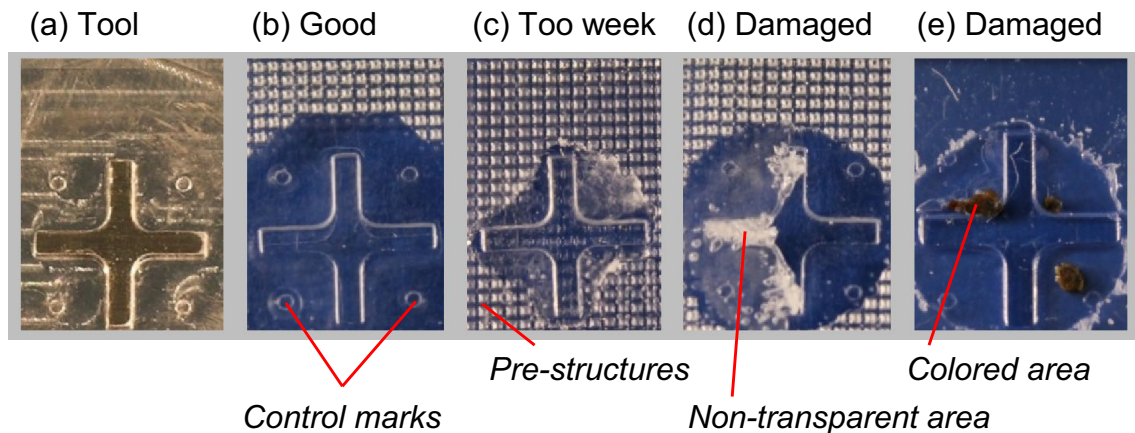 (a) Tool (b) Good (c) Too week (d) Damaged (e) Damaged
Pre-structures
Colored area
Control marks
Non-transparent area